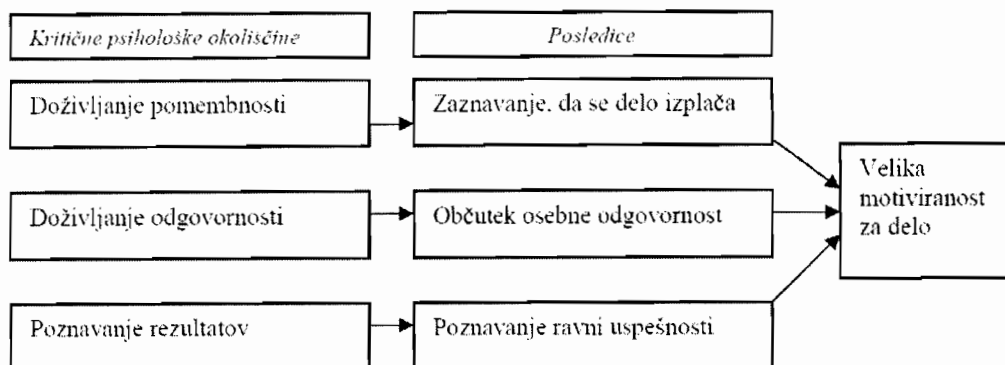 Kritične psihološke okoliščine
Posledice
Doživljanje pomembnosti
Zaznavanje, da se delo izplača
Doživljanje odgovornosti
Občutek osebne odgovornost
Poznavanje rezultatov
Poznavanje ravni uspešnosti
Velika
motiviranost
za delo